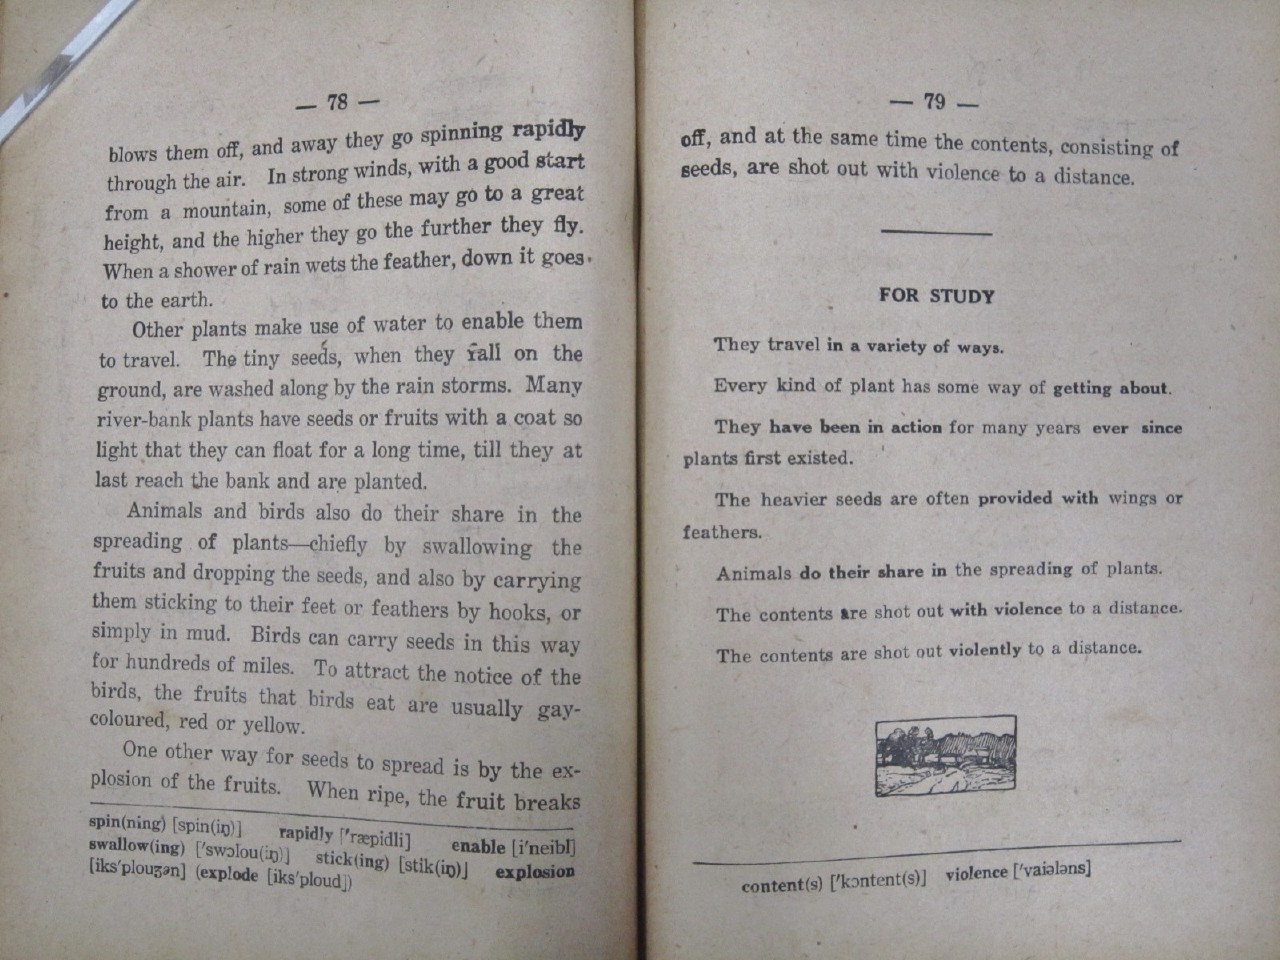 — 78 —
blows them off, and away they go spinning rapidly
through the air. In strong winds, with a good start
from a mountain, some of these may go to a great
height, and the higher they go the further they fly.
When a shower of rain wets the feather, down it goes
to the earth.
Other plants make use of water to enable them
to travel. The tiny seeds, when they fall on the
ground, are washed along by the rain storms. Many
river-bank plants have seeds or fruits with a coat so
light that they can float for a long time, till they at
last reach the bank and are planted.
Animals and birds also do their share in the
spreading of plants—chiefly by swallowing the
fruits and dropping the seeds, and also by carrying
them sticking to their feet or feathers by hooks, or
simply in mud. Birds can carry seeds in this way
for hundreds of miles. To attract the notice of the
birds, the fruits that birds eat are usually gay-
coloured, red or yellow.
One other way for seeds to spread is by the ex-
plosion of the fruits. When ripe, the fruit breaks
spin(ning) [spin(iŋ)] rapidly ['ræpidli] enable [i'neibl]
swallow(ing) ['swɔlou(iŋ)] stick(ing) [stik(iŋ)] explosion
[iks'plouʒən] (explode [iks'ploud])
— 79 —
off, and at the same time the contents, consisting of
seeds, are shot out with violence to a distance.
FOR STUDY
They travel in a variety of ways.
Every kind of plant has some way of getting about.
They have been in action for many years ever since
plants first existed.
The heavier seeds are often provided with wings or
feathers.
Animals do their share in the spreading of plants.
The contents are shot out with violence to a distance.
The contents are shot out violently to a distance.
content(s) ['kɔntent(s)] violence ['vaiələns]